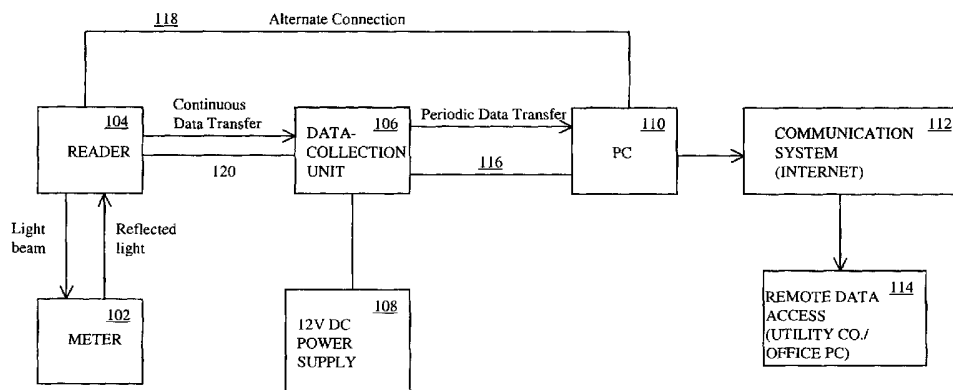 118 Alternate Connection
104
READER
Continuous
Data Transfer
120
106
DATA-
COLLECTION
UNIT
Periodic Data Transfer
116
110
PC
112
COMMUNICATION
SYSTEM
(INTERNET)
Light
beam
Reflected
light
102
METER
108
12V DC
POWER
SUPPLY
114
REMOTE DATA
ACCESS
(UTILITY CO./
OFFICE PC)